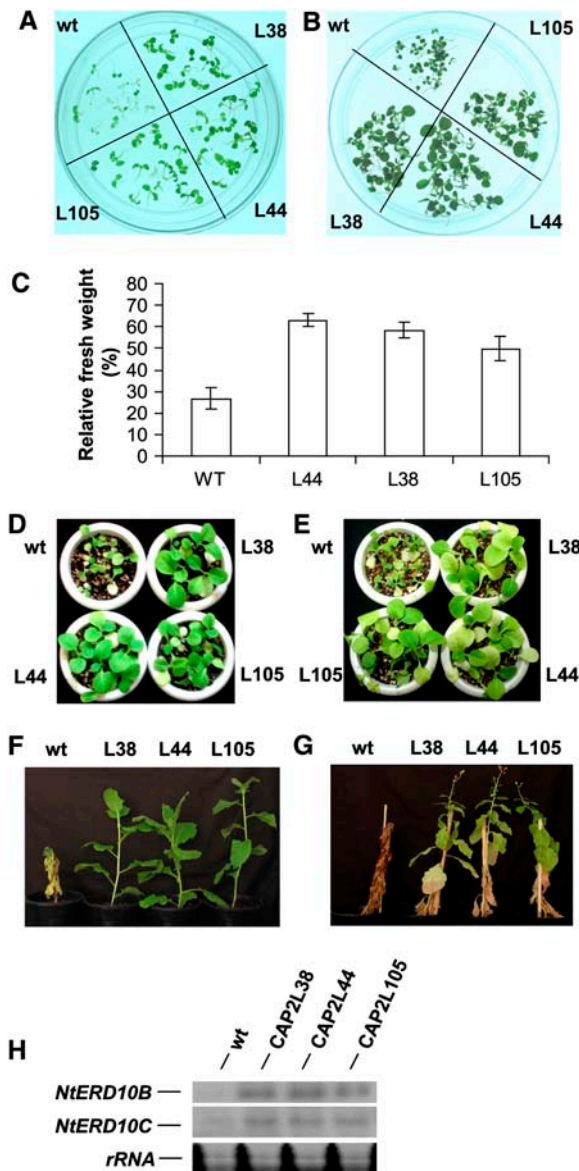 A
wt
L38
L105
L44
B
wt
L105
L38
L44
C
Relative fresh weight
(%)
80
70
60
50
40
30
20
10
0
WT
L44
L38
L105
D
wt
L38
L44
L105
E
wt
L38
L105
L44
F
wt
L38
L44
L105
G
wt
L38
L44
L105
H
wt
CAP2L38
CAP2L44
CAP2L105
NtERD10B
NtERD10C
rRNA